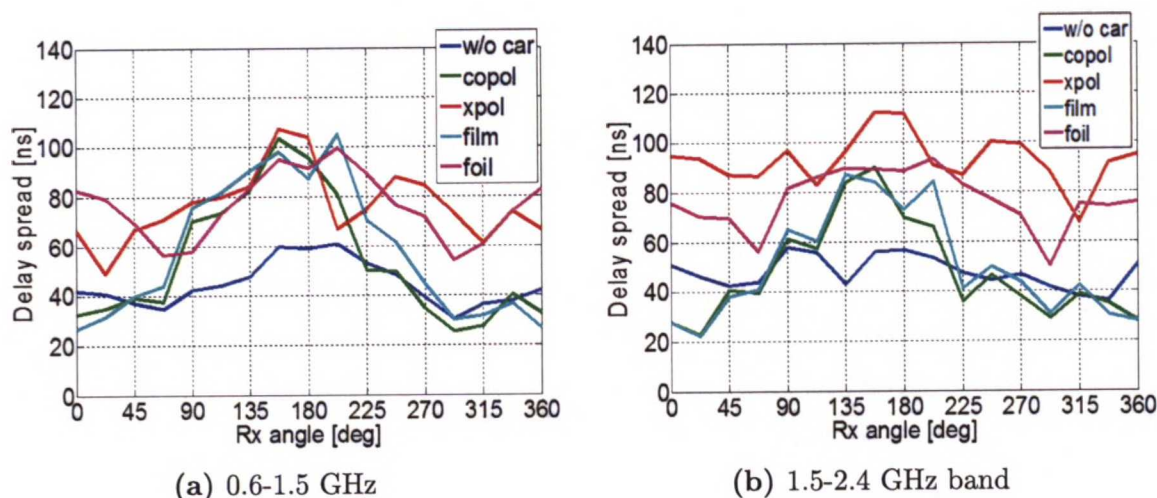 140
120
100
80
60
40
20
0
Delay spread [ns]
0 45 90 135 180 225 270 315 360
Rx angle [deg]
w/o car
copol
xpol
film
foil
(a) 0.6-1.5 GHz
140
120
100
80
60
40
20
0
Delay spread [ns]
0 45 90 135 180 225 270 315 360
Rx angle [deg]
w/o car
copol
xpol
film
foil
(b) 1.5-2.4 GHz band